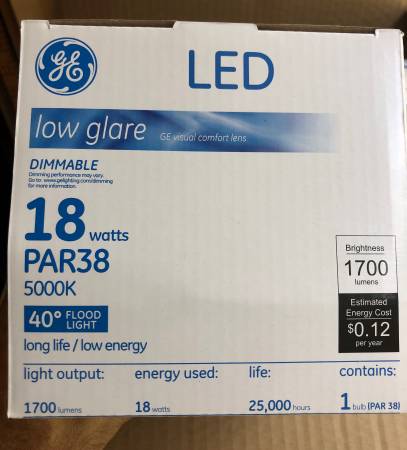 GE
LED
low glare GE visual comfort lens
DIMMABLE
Dimming performance may vary.
Go to: www.gelighting.com/dimming
for more information.
18 watts
PAR38
5000K
40° FLOOD
LIGHT
long life / low energy
Brightness
1700
lumens
Estimated
Energy Cost
$0.12
per year
light output: energy used: life: contains:
1700 lumens 18 watts 25,000 hours 1 bulb (PAR 38)